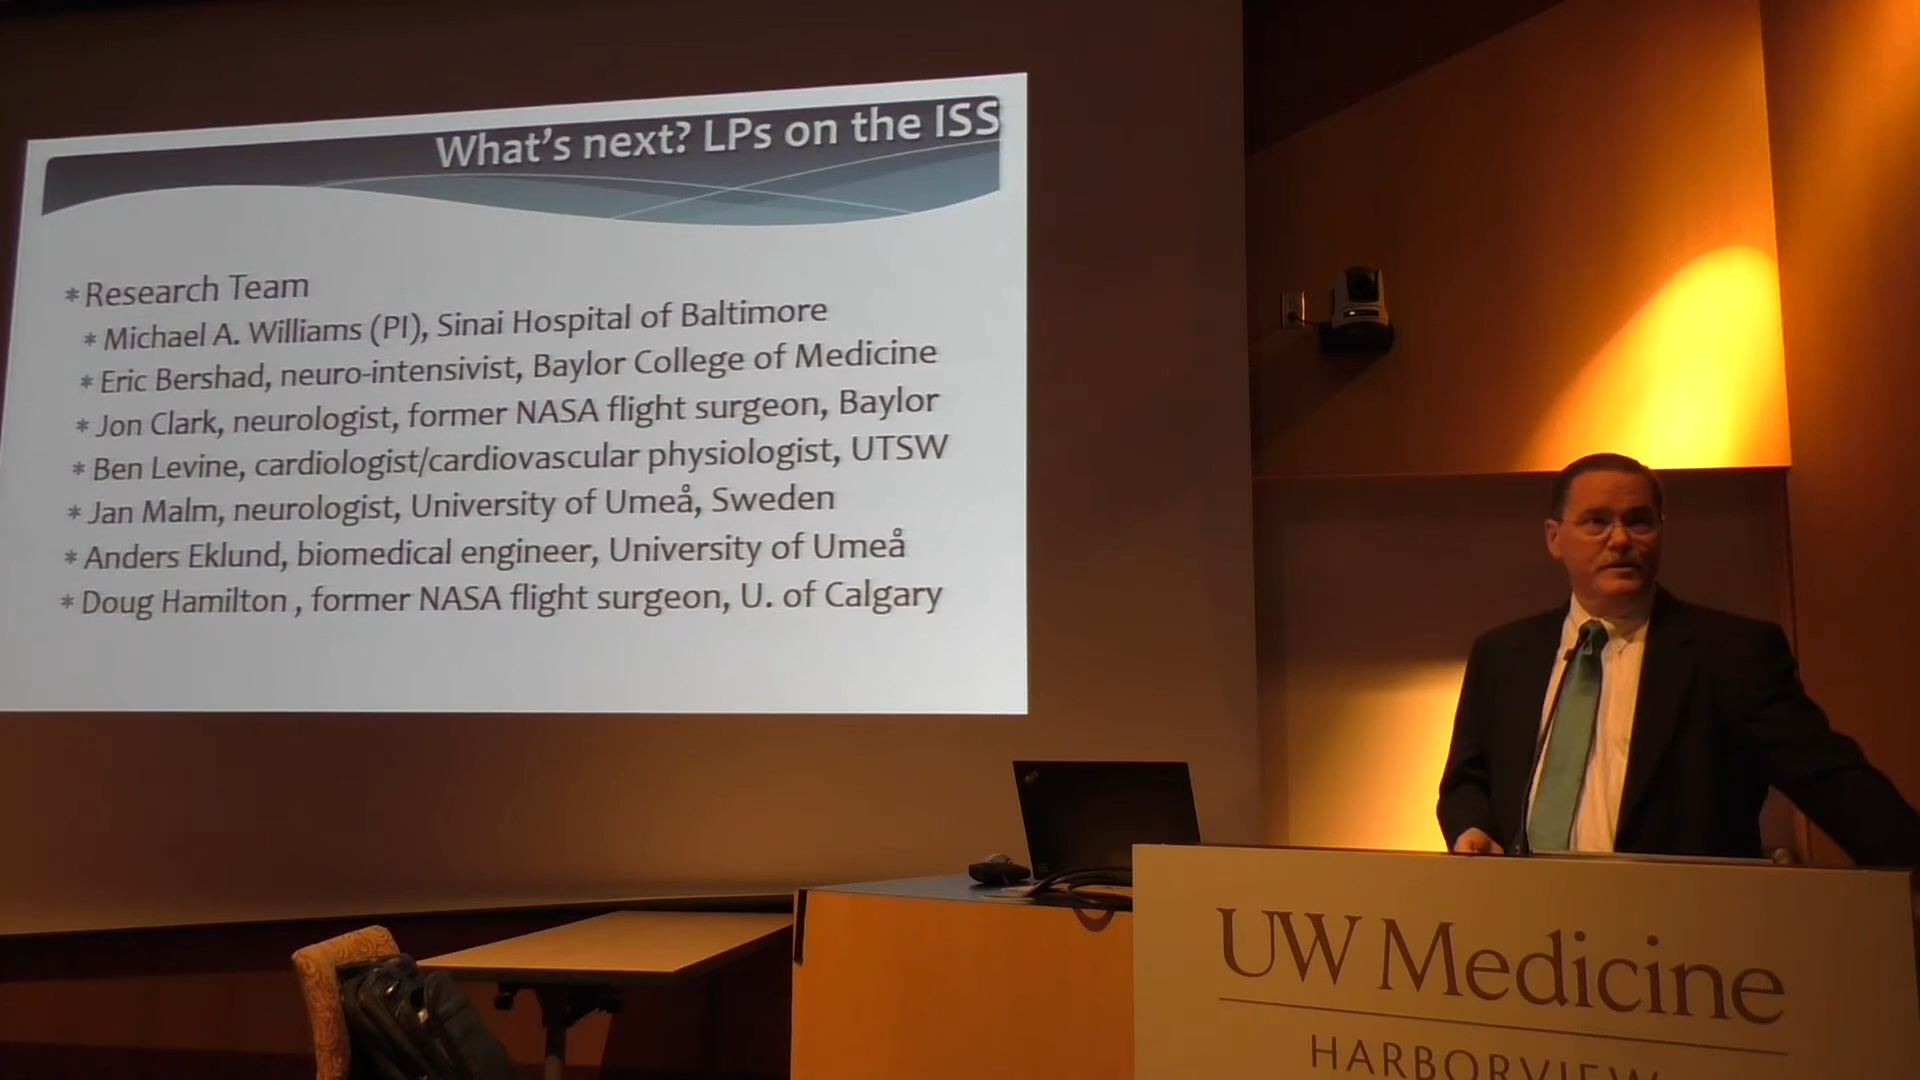 What's next? LPs on the ISS
* Research Team
* Michael A. Williams (PI), Sinai Hospital of Baltimore
* Eric Bershad, neuro-intensivist, Baylor College of Medicine
* Jon Clark, neurologist, former NASA flight surgeon, Baylor
* Ben Levine, cardiologist/cardiovascular physiologist, UTSW
* Jan Malm, neurologist, University of Umeå, Sweden
* Anders Eklund, biomedical engineer, University of Umeå
* Doug Hamilton , former NASA flight surgeon, U. of Calgary
UW Medicine
HARBORVIEW